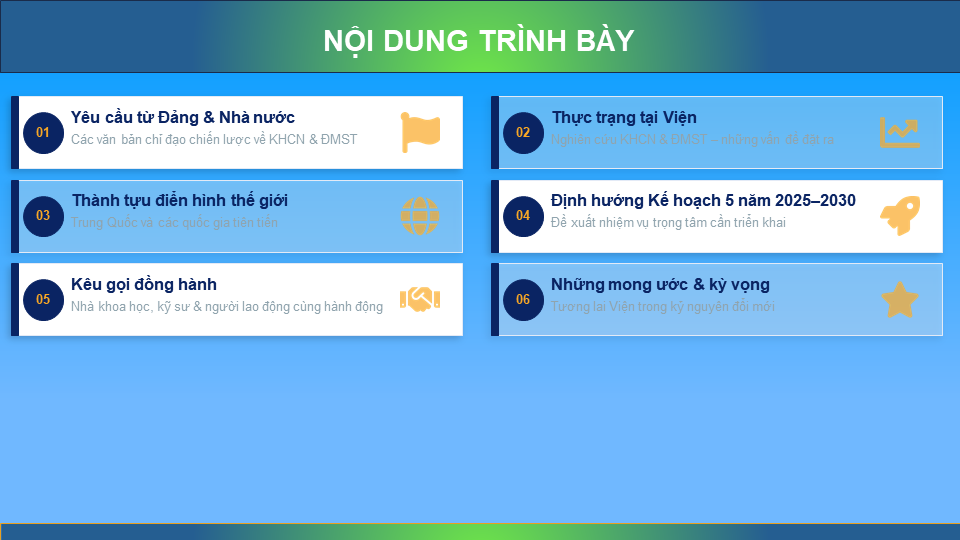 NỘI DUNG TRÌNH BÀY
01
Yêu cầu từ Đảng & Nhà nước
Các văn bản chỉ đạo chiến lược về KHCN & ĐMST
02
Thực trạng tại Viện
Nghiên cứu KHCN & ĐMST – những vấn đề đặt ra
03
Thành tựu điển hình thế giới
Trung Quốc và các quốc gia tiên tiến
04
Định hướng Kế hoạch 5 năm 2025–2030
Đề xuất nhiệm vụ trọng tâm cần triển khai
05
Kêu gọi đồng hành
Nhà khoa học, kỹ sư & người lao động cùng hành động
06
Những mong ước & kỳ vọng
Tương lai Viện trong kỷ nguyên đổi mới